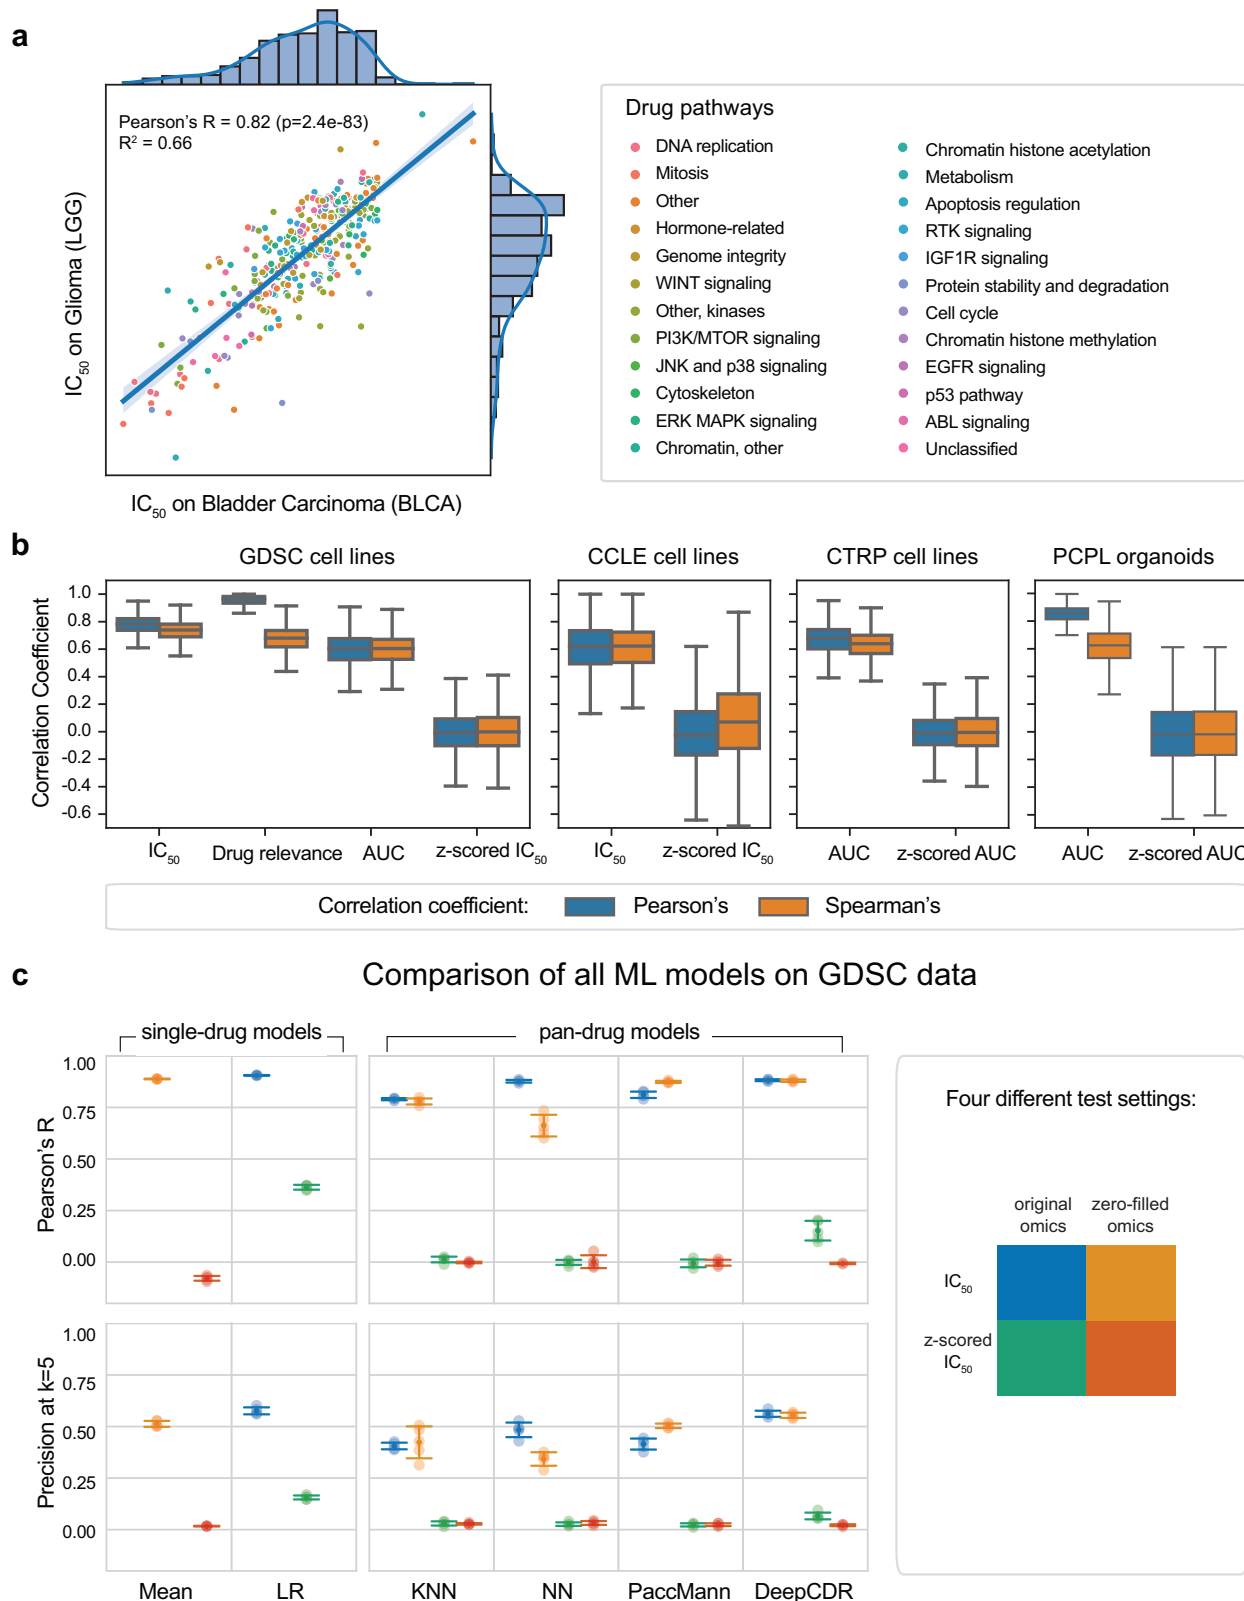 a
Pearson's R = 0.82 (p=2.4e-83)
R² = 0.66
IC₅₀ on Glioma (LGG)
IC₅₀ on Bladder Carcinoma (BLCA)
Drug pathways
DNA replication
Mitosis
Other
Hormone-related
Genome integrity
WINT signaling
Other, kinases
PI3K/MTOR signaling
JNK and p38 signaling
Cytoskeleton
ERK MAPK signaling
Chromatin, other
Chromatin histone acetylation
Metabolism
Apoptosis regulation
RTK signaling
IGF1R signaling
Protein stability and degradation
Cell cycle
Chromatin histone methylation
EGFR signaling
p53 pathway
ABL signaling
Unclassified
b
GDSC cell lines
CCLE cell lines
CTRP cell lines
PCPL organoids
Correlation Coefficient
1.0
0.8
0.6
0.4
0.2
0.0
-0.2
-0.4
-0.6
IC₅₀
Drug relevance
AUC
z-scored IC₅₀
IC₅₀
z-scored IC₅₀
AUC
z-scored AUC
AUC
z-scored AUC
Correlation coefficient:
Pearson's
Spearman's
c
Comparison of all ML models on GDSC data
single-drug models
pan-drug models
Pearson's R
1.00
0.75
0.50
0.25
0.00
Precision at k=5
1.00
0.75
0.50
0.25
0.00
Mean
LR
KNN
NN
PaccMann
DeepCDR
Four different test settings:
original
omics
zero-filled
omics
IC₅₀
z-scored
IC₅₀